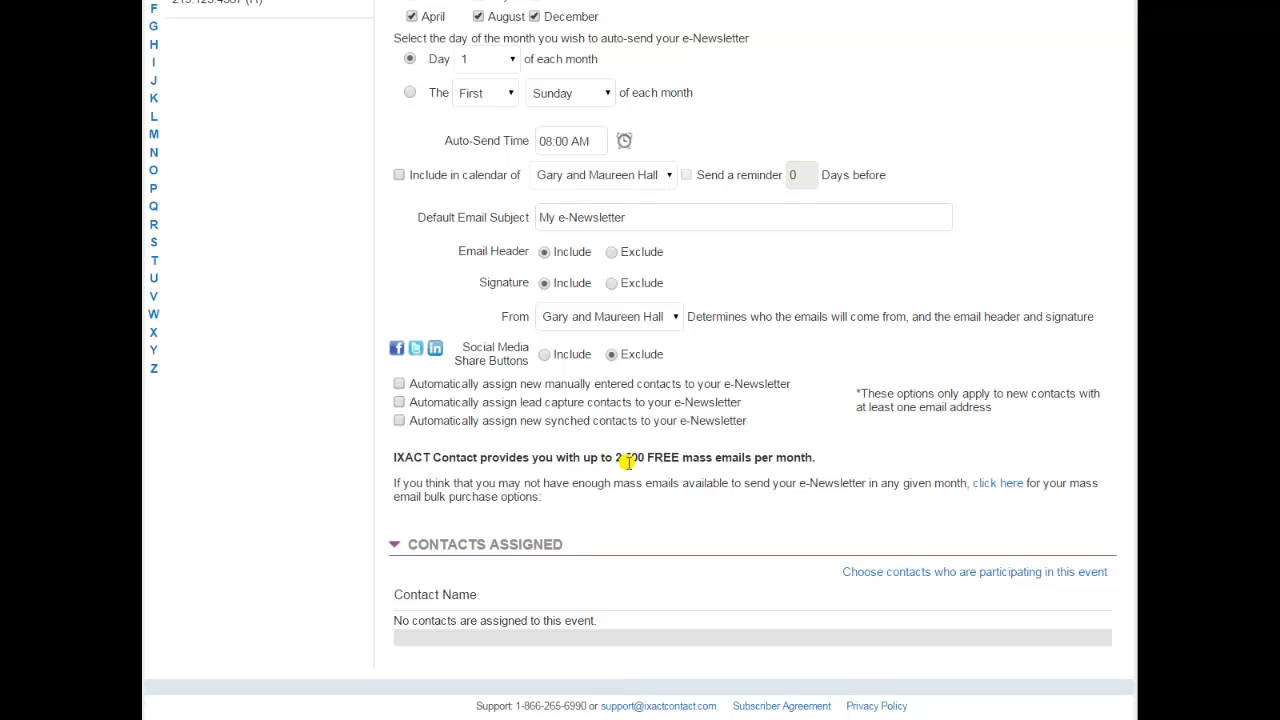 F
G
H
I
J
K
L
M
N
O
P
Q
R
S
T
U
V
W
X
Y
Z
April August December
Select the day of the month you wish to auto-send your e-Newsletter
Day 1 of each month
The First Sunday of each month
Auto-Send Time 08:00 AM
Include in calendar of Gary and Maureen Hall Send a reminder 0 Days before
Default Email Subject My e-Newsletter
Email Header Include Exclude
Signature Include Exclude
From Gary and Maureen Hall Determines who the emails will come from, and the email header and signature
Social Media
Share Buttons Include Exclude
Automatically assign new manually entered contacts to your e-Newsletter
Automatically assign lead capture contacts to your e-Newsletter
Automatically assign new synched contacts to your e-Newsletter
*These options only apply to new contacts with
at least one email address
IXACT Contact provides you with up to FREE mass emails per month.
If you think that you may not have enough mass emails available to send your e-Newsletter in any given month, click here for your mass
email bulk purchase options:
CONTACTS ASSIGNED
Choose contacts who are participating in this event
Contact Name
No contacts are assigned to this event.
Support: 1-866-265-6990 or support@ixactcontact.com Subscriber Agreement Privacy Policy